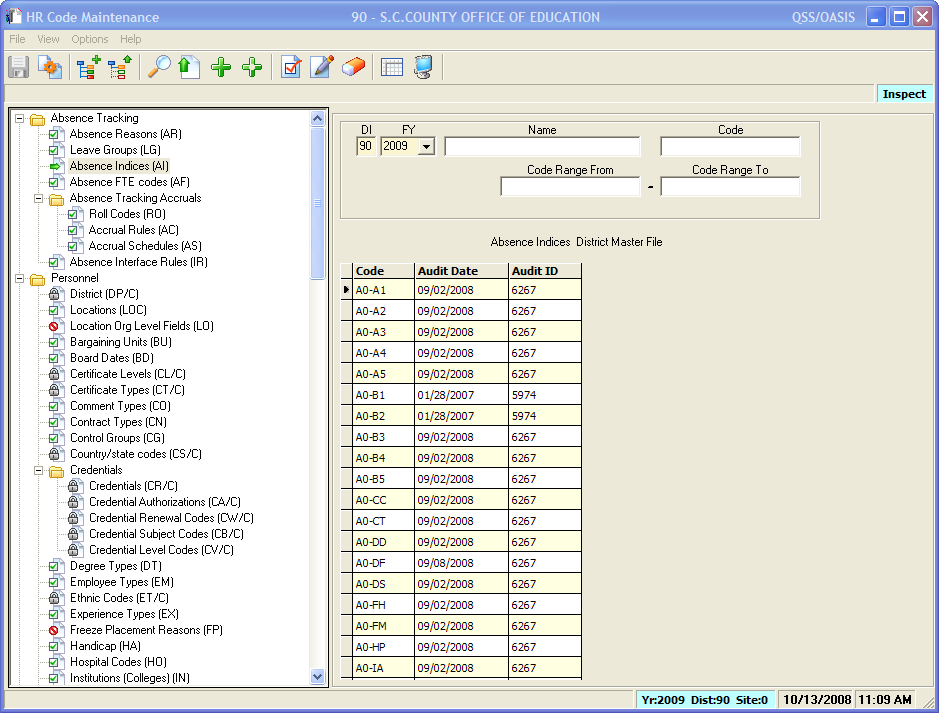 HR Code Maintenance 90 - S.C.COUNTY OFFICE OF EDUCATION QSS/OASIS
File View Options Help
Inspect
Absence Tracking
Absence Reasons (AR)
Leave Groups (LG)
Absence Indices (AI)
Absence FTE codes (AF)
Absence Tracking Accruals
Roll Codes (RO)
Accrual Rules (AC)
Accrual Schedules (AS)
Absence Interface Rules (IR)
Personnel
District (DP/C)
Locations (LOC)
Location Org Level Fields (LO)
Bargaining Units (BU)
Board Dates (BD)
Certificate Levels (CL/C)
Certificate Types (CT/C)
Comment Types (CO)
Contract Types (CN)
Control Groups (CG)
Country/state codes (CS/C)
Credentials
Credentials (CR/C)
Credential Authorizations (CA/C)
Credential Renewal Codes (CW/C)
Credential Subject Codes (CB/C)
Credential Level Codes (CV/C)
Degree Types (DT)
Employee Types (EM)
Ethnic Codes (ET/C)
Experience Types (EX)
Freeze Placement Reasons (FP)
Handicap (HA)
Hospital Codes (HO)
Institutions (Colleges) (IN)
DI FY Name Code
90 2009
Code Range From Code Range To
-
Absence Indices District Master File
Code Audit Date Audit ID
A0-A1 09/02/2008 6267
A0-A2 09/02/2008 6267
A0-A3 09/02/2008 6267
A0-A4 09/02/2008 6267
A0-A5 09/02/2008 6267
A0-B1 01/28/2007 5974
A0-B2 01/28/2007 5974
A0-B3 09/02/2008 6267
A0-B4 09/02/2008 6267
A0-B5 09/02/2008 6267
A0-CC 09/02/2008 6267
A0-CT 09/02/2008 6267
A0-DD 09/02/2008 6267
A0-DF 09/08/2008 6267
A0-DS 09/02/2008 6267
A0-FH 09/02/2008 6267
A0-FM 09/02/2008 6267
A0-HP 09/02/2008 6267
A0-IA 09/02/2008 6267
Yr:2009 Dist:90 Site:0 10/13/2008 11:09 AM